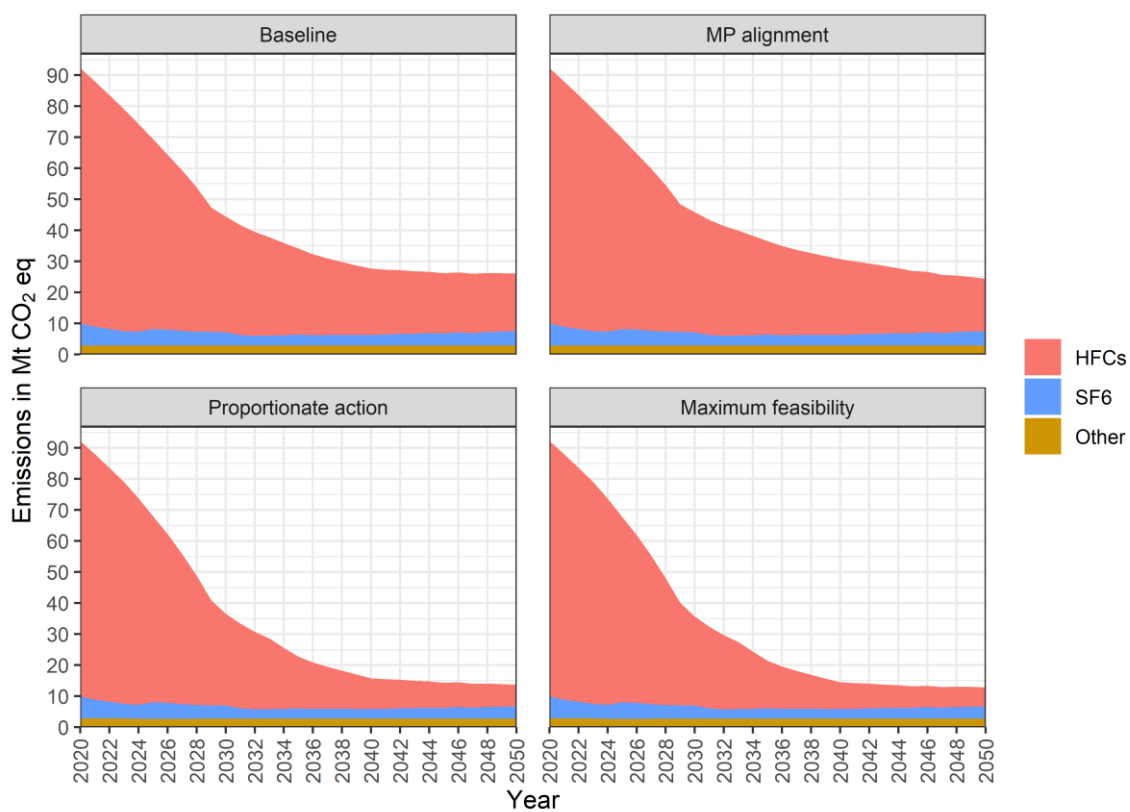 Baseline
MP alignment
90
80
70
60
50
40
30
20
10
0
Proportionate action
Maximum feasibility
90
80
70
60
50
40
30
20
10
0
Emissions in Mt CO₂ eq
2020 2022 2024 2026 2028 2030 2032 2034 2036 2038 2040 2042 2044 2046 2048 2050
2020 2022 2024 2026 2028 2030 2032 2034 2036 2038 2040 2042 2044 2046 2048 2050
Year
HFCs
SF6
Other